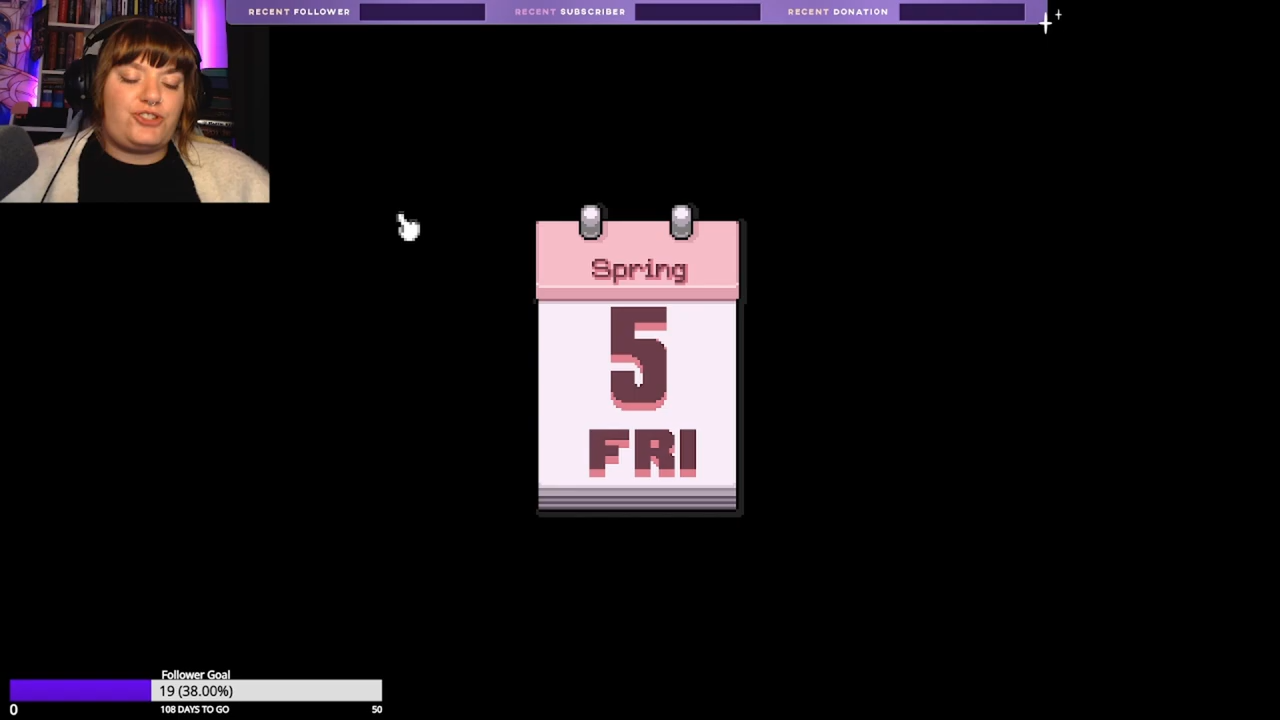 RECENT FOLLOWER RECENT SUBSCRIBER RECENT DONATION
Spring
5
FRI
Follower Goal
19 (38.00%)
0 108 DAYS TO GO 50